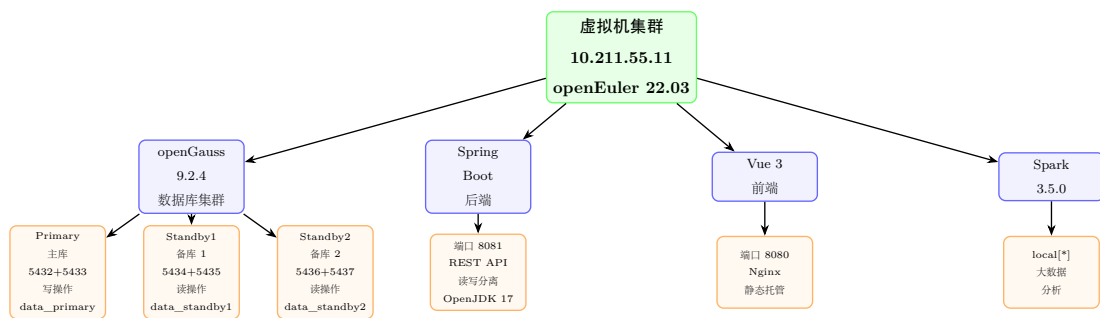 虚拟机集群
10.211.55.11
openEuler 22.03
openGauss
9.2.4
数据库集群
Spring
Boot
后端
Vue 3
前端
Spark
3.5.0
Primary
主库
5432+5433
写操作
data_primary
Standby1
备库 1
5434+5435
读操作
data_standby1
Standby2
备库 2
5436+5437
读操作
data_standby2
端口 8081
REST API
读写分离
OpenJDK 17
端口 8080
Nginx
静态托管
local[*]
大数据
分析